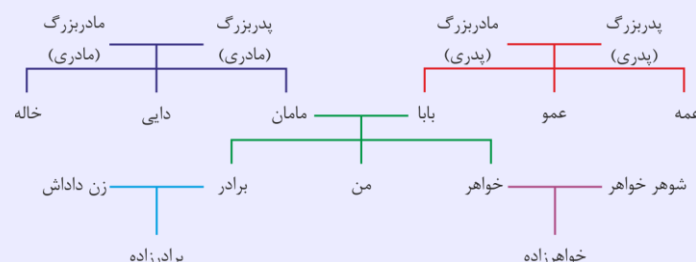 پدربزرگ
(پدری)
مادربزرگ
(پدری)
پدربزرگ
(مادری)
مادربزرگ
(مادری)
عمه
عمو
بابا
مامان
دایی
خاله
شوهر خواهر
خواهر
من
برادر
زن داداش
خواهرزاده
برادرزاده